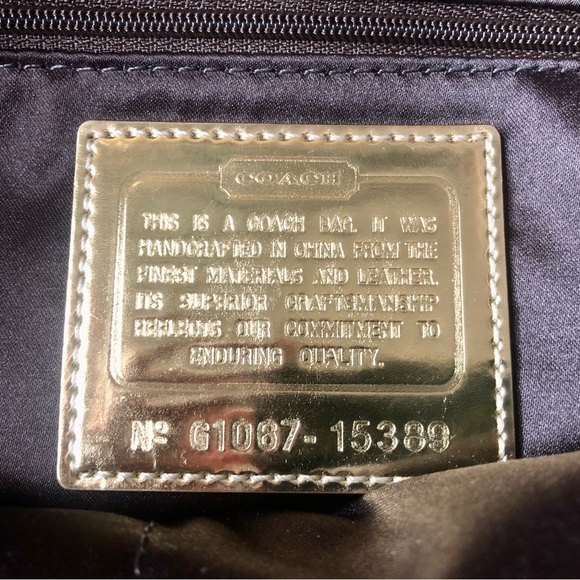 COACH
THIS IS A COACH BAG. IT WAS
HANDCRAFTED IN CHINA FROM THE
FINEST MATERIALS AND LEATHER.
ITS SUPERIOR CRAFTSMANSHIP
REFLECTS OUR COMMITMENT TO
ENDURING QUALITY.
Nº G1067-15389